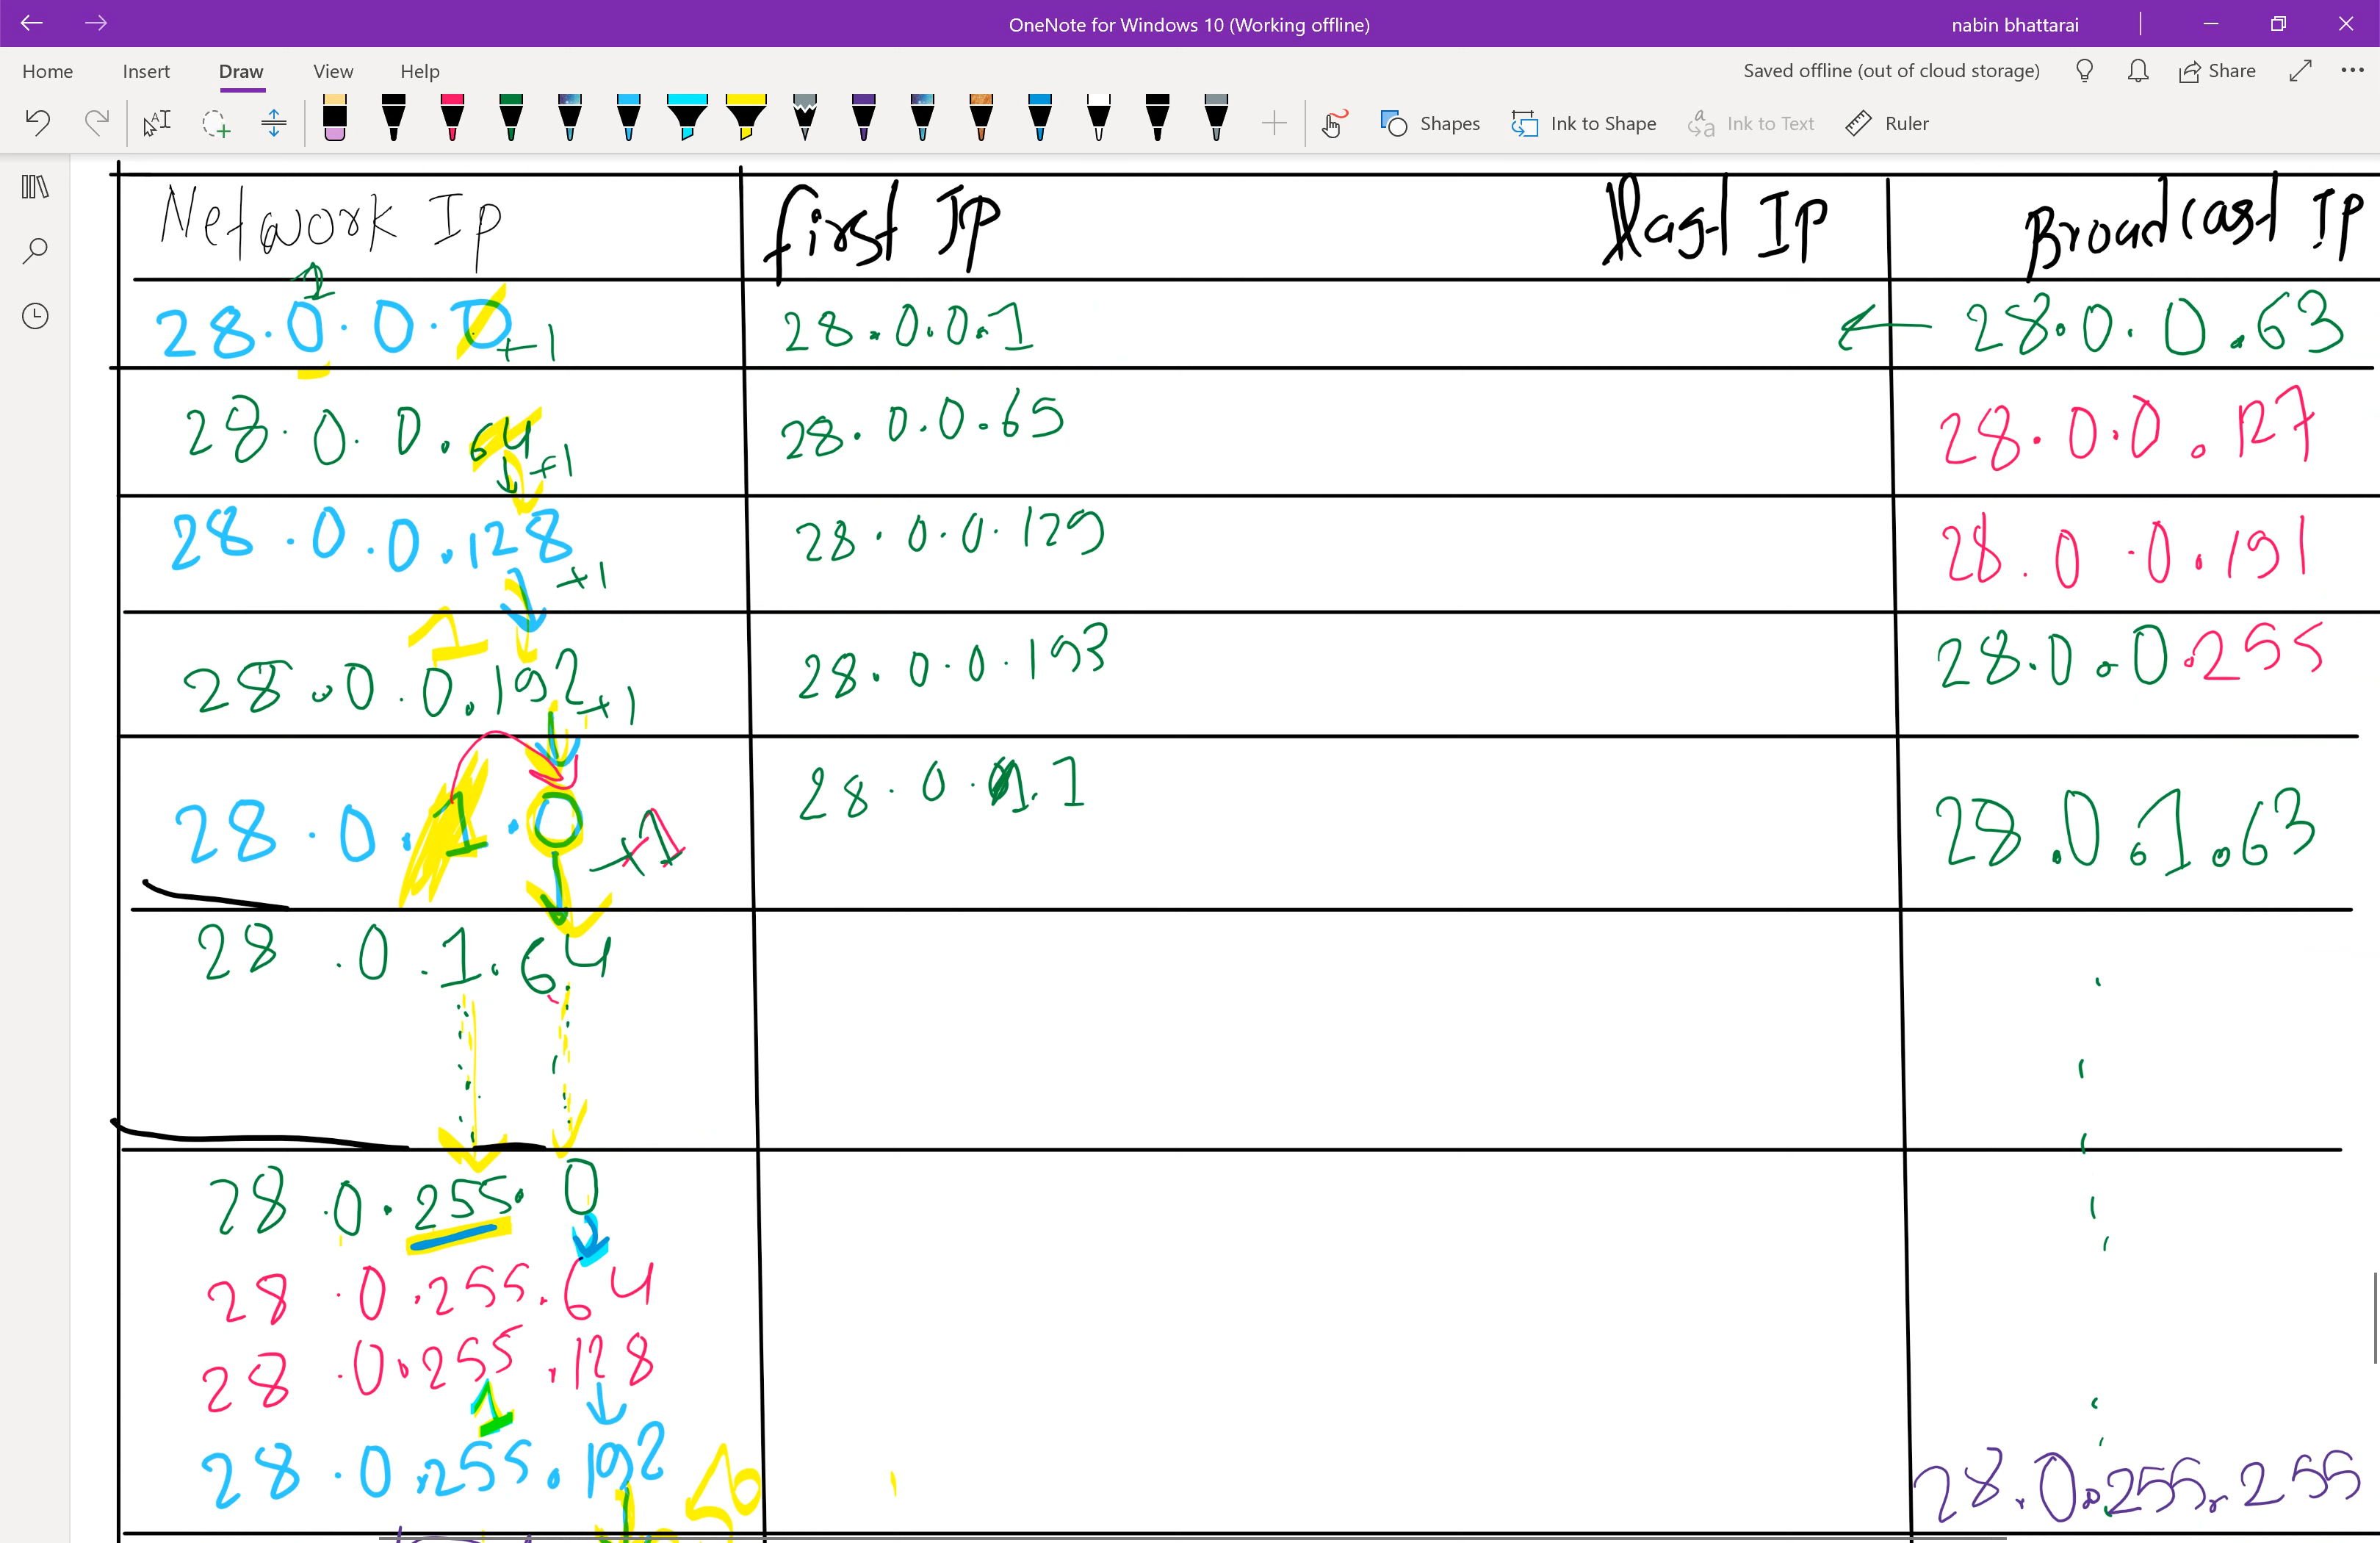 OneNote for Windows 10 (Working offline)
nabin bhattarai
Home Insert Draw View Help
Saved offline (out of cloud storage) Share
Shapes Ink to Shape Ink to Text Ruler
Network Ip first IP Last IP Broadcast IP
28.0.0.0 +1 28.0.0.1 28.0.0.63
28.0.0.64 +1 28.0.0.65 28.0.0.127
28.0.0.128 +1 28.0.0.129 28.0.0.191
1
28.0.0.192 +1 28.0.0.193 28.0.0.255
28.0.1.0 +1 28.0.1.1 28.0.1.63
28.0.1.64
28.0.255.0
28.0.255.64
28.0.255.128
1
28.0.255.192 28.0.255.255